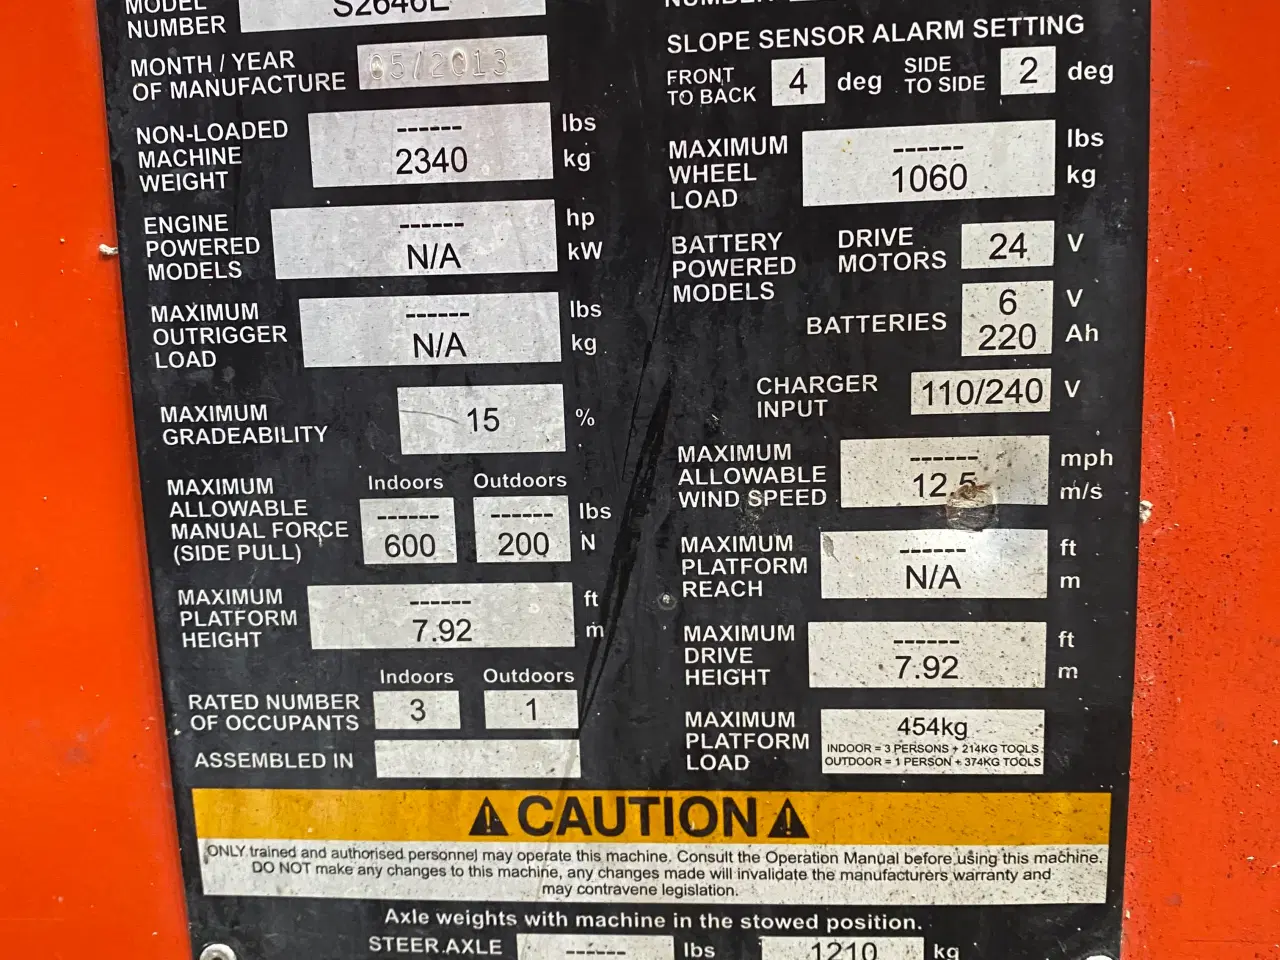 MODEL
NUMBER
S2646E
MONTH / YEAR
OF MANUFACTURE
05/2013
NON-LOADED
MACHINE
WEIGHT
------ lbs
2340 kg
ENGINE
POWERED
MODELS
------ hp
N/A kW
MAXIMUM
OUTRIGGER
LOAD
------ lbs
N/A kg
MAXIMUM
GRADEABILITY
15 %
MAXIMUM
ALLOWABLE
MANUAL FORCE
(SIDE PULL)
Indoors Outdoors
------ ------ lbs
600 200 N
MAXIMUM
PLATFORM
HEIGHT
------ ft
7.92 m
Indoors Outdoors
RATED NUMBER
OF OCCUPANTS
3 1
ASSEMBLED IN
NUMBER
SLOPE SENSOR ALARM SETTING
FRONT
TO BACK
4 deg
SIDE
TO SIDE
2 deg
MAXIMUM
WHEEL
LOAD
------ lbs
1060 kg
BATTERY
POWERED
MODELS
DRIVE
MOTORS
24 V
BATTERIES
6 V
220 Ah
CHARGER
INPUT
110/240 V
MAXIMUM
ALLOWABLE
WIND SPEED
------ mph
12.5 m/s
MAXIMUM
PLATFORM
REACH
------ ft
N/A m
MAXIMUM
DRIVE
HEIGHT
------ ft
7.92 m
MAXIMUM
PLATFORM
LOAD
454kg
INDOOR = 3 PERSONS + 214KG TOOLS
OUTDOOR = 1 PERSON + 374KG TOOLS
CAUTION
ONLY trained and authorised personnel may operate this machine. Consult the Operation Manual before using this machine.
DO NOT make any changes to this machine, any changes made will invalidate the manufacturers warranty and
may contravene legislation.
Axle weights with machine in the stowed position.
STEER AXLE ------ lbs 1210 kg